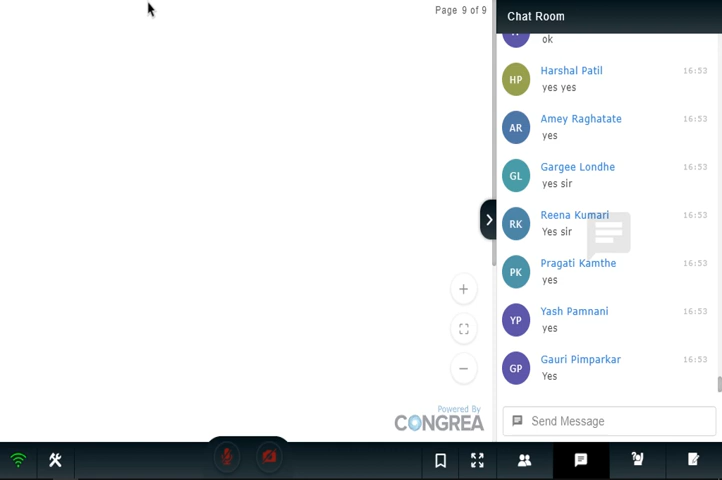 Page 9 of 9
Powered By
CONGREA
Chat Room
ok
HP
Harshal Patil
16:53
yes yes
AR
Amey Raghatate
16:53
yes
GL
Gargee Londhe
16:53
yes sir
RK
Reena Kumari
16:53
Yes sir
PK
Pragati Kamthe
16:53
yes
YP
Yash Pamnani
16:53
yes
GP
Gauri Pimparkar
16:53
Yes
Send Message